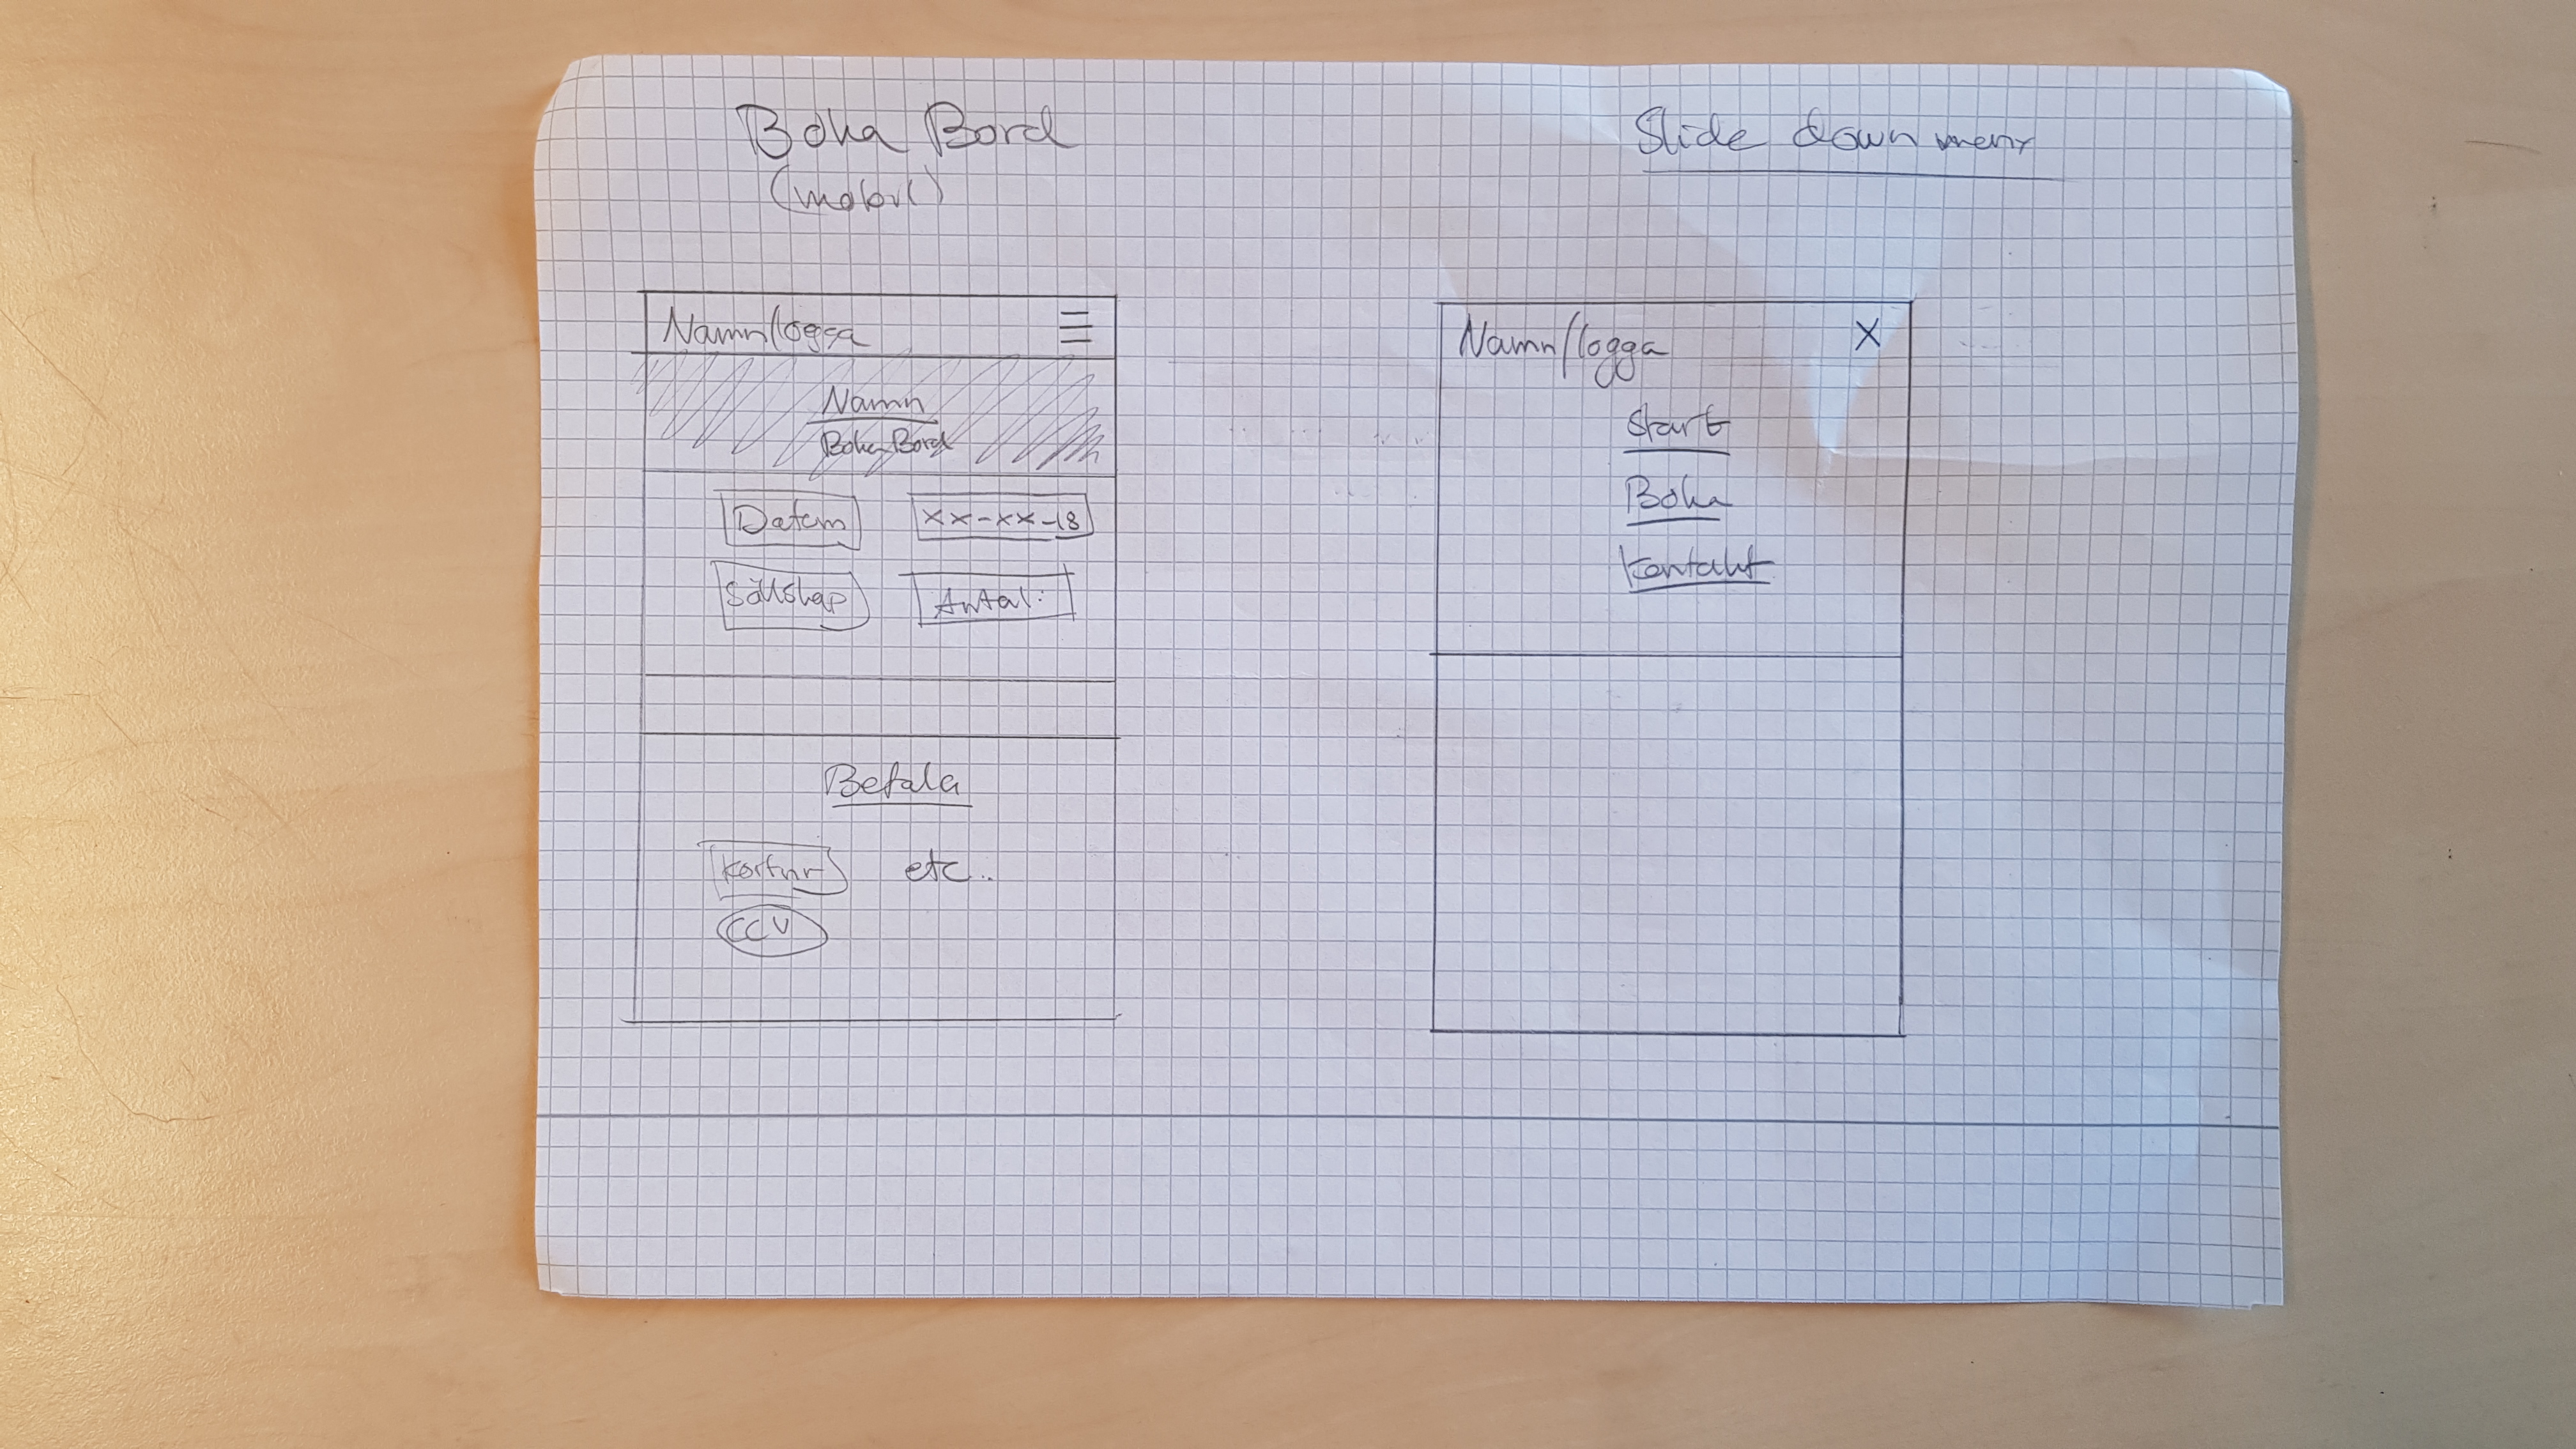 Boka Bord
(mobil)
Namn/logga
Namn
Boka Bord
Datum
xx-xx-18
Sällskap
Antal:
Betala
Kortnr
etc..
CCV
Slide down meny
Namn/logga
X
Start
Boka
Kontakt